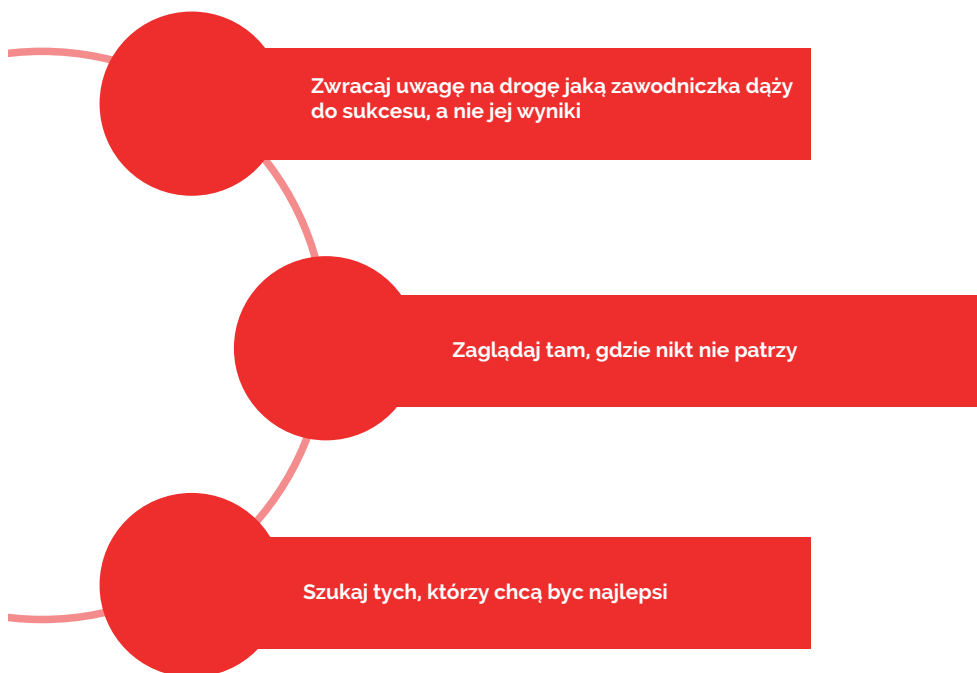 Zwracaj uwagę na drogę jaką zawodniczka dąży
do sukcesu, a nie jej wyniki
Zaglądaj tam, gdzie nikt nie patrzy
Szukaj tych, którzy chcą byc najlepsi